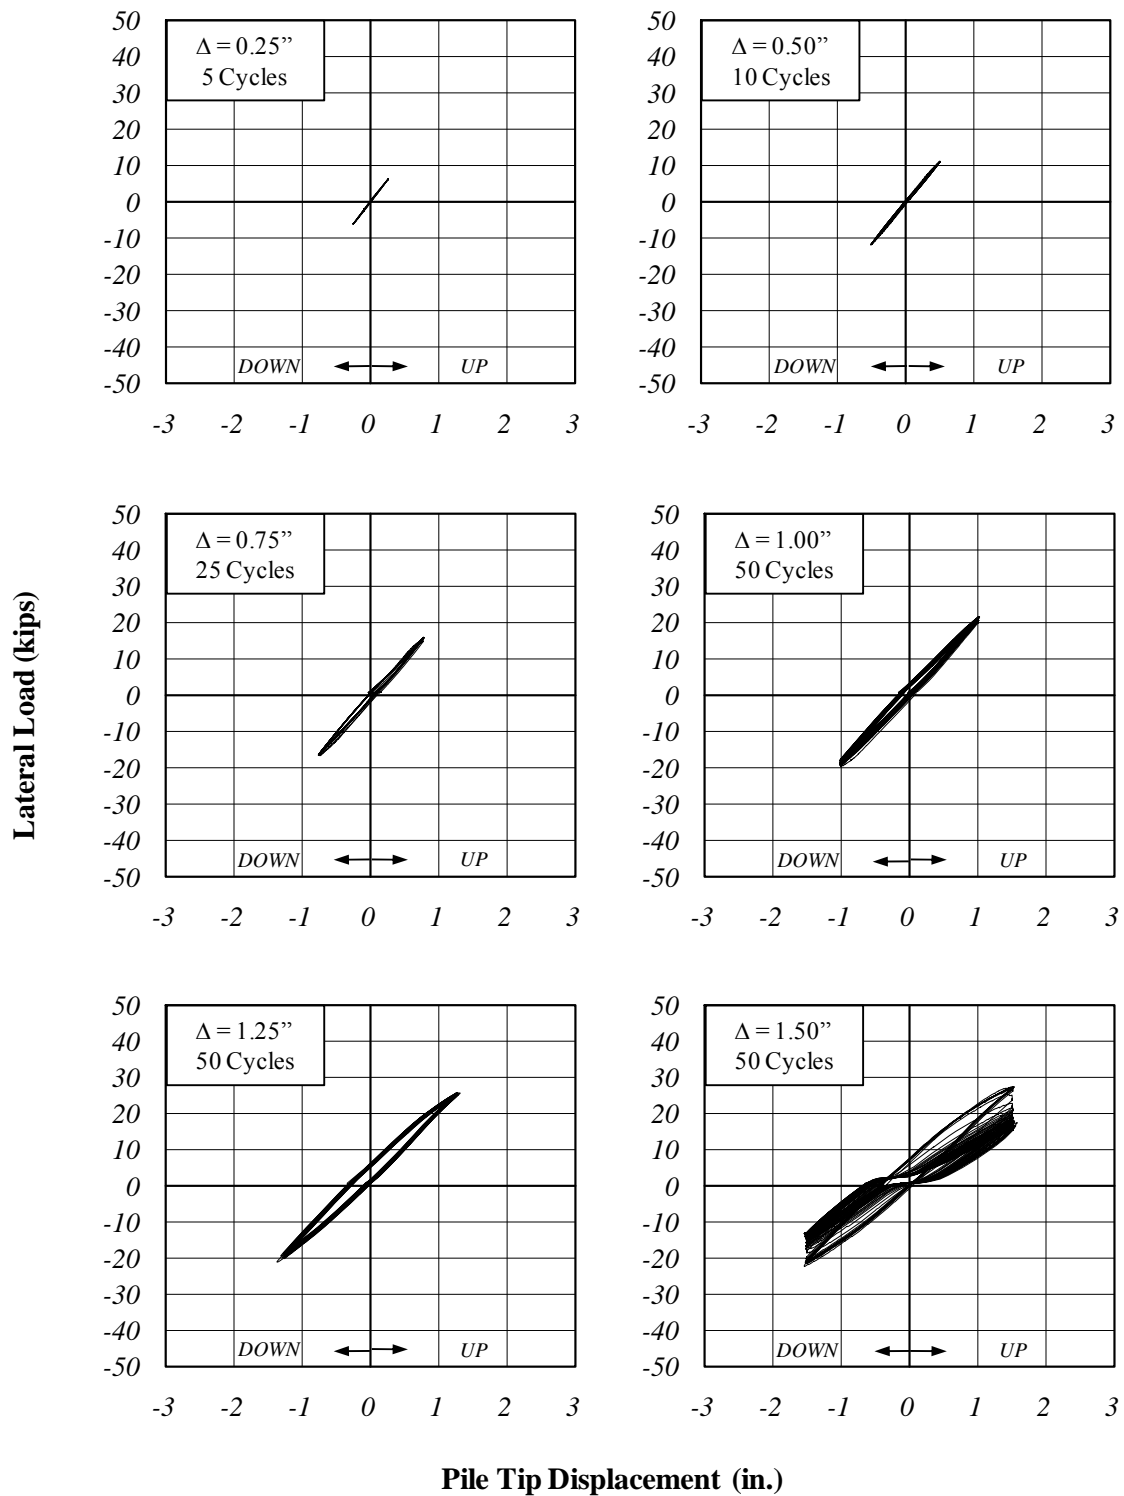 50
40
30
20
10
0
-10
-20
-30
-40
-50
Δ = 0.25”
5 Cycles
DOWN
UP
-3 -2 -1 0 1 2 3
50
40
30
20
10
0
-10
-20
-30
-40
-50
Δ = 0.50”
10 Cycles
DOWN
UP
-3 -2 -1 0 1 2 3
Lateral Load (kips)
50
40
30
20
10
0
-10
-20
-30
-40
-50
Δ = 0.75”
25 Cycles
DOWN
UP
-3 -2 -1 0 1 2 3
50
40
30
20
10
0
-10
-20
-30
-40
-50
Δ = 1.00”
50 Cycles
DOWN
UP
-3 -2 -1 0 1 2 3
50
40
30
20
10
0
-10
-20
-30
-40
-50
Δ = 1.25”
50 Cycles
DOWN
UP
-3 -2 -1 0 1 2 3
50
40
30
20
10
0
-10
-20
-30
-40
-50
Δ = 1.50”
50 Cycles
DOWN
UP
-3 -2 -1 0 1 2 3
Pile Tip Displacement (in.)